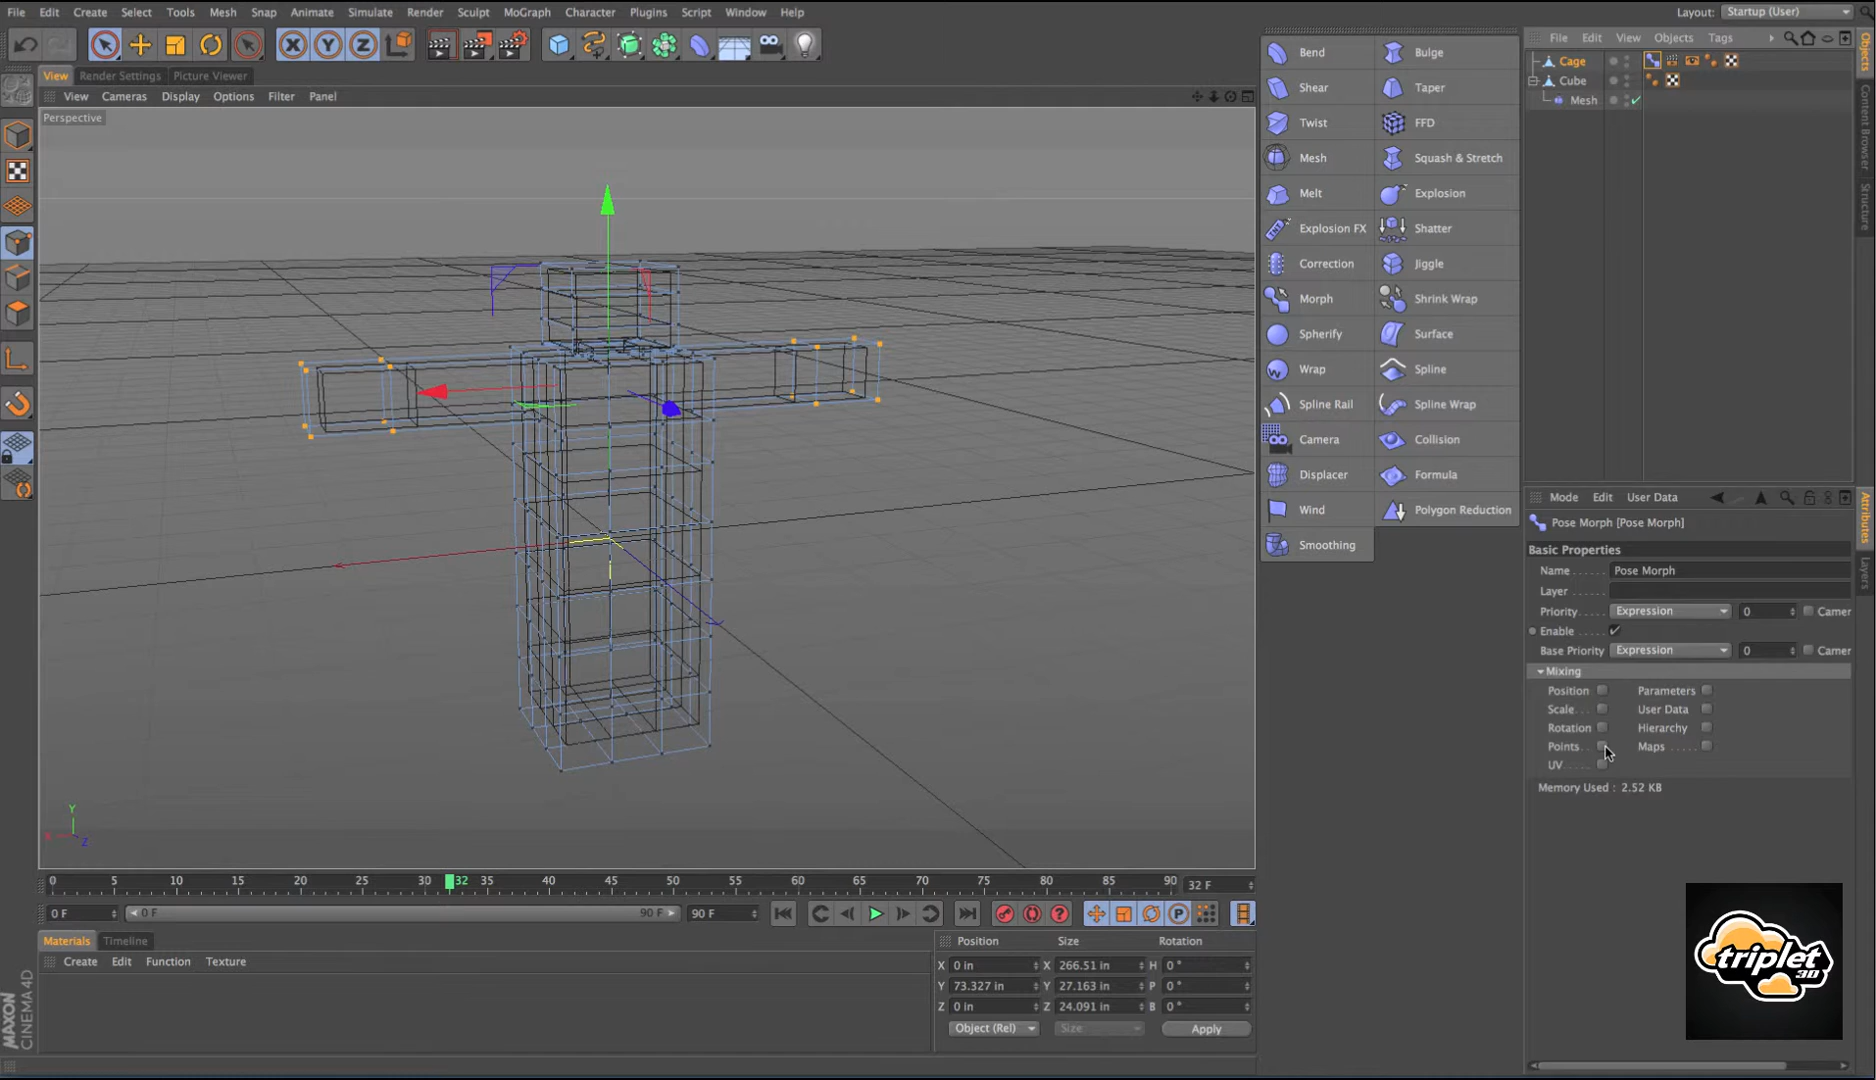 File Edit Create Select Tools Mesh Snap Animate Simulate Render Sculpt MoGraph Character Plugins Script Window Help
Layout: Startup (User)
View Render Settings Picture Viewer
View Cameras Display Options Filter Panel
Perspective
Bend Bulge
Shear Taper
Twist FFD
Mesh Squash & Stretch
Melt Explosion
Explosion FX Shatter
Correction Jiggle
Morph Shrink Wrap
Spherify Surface
Wrap Spline
Spline Rail Spline Wrap
Camera Collision
Displacer Formula
Wind Polygon Reduction
Smoothing
File Edit View Objects Tags
Cage
Cube
Mesh
Objects
Content Browser
Structure
Mode Edit User Data
Pose Morph [Pose Morph]
Basic Properties
Name Pose Morph
Layer
Priority Expression 0 Camer
Enable
Base Priority Expression 0 Camer
Mixing
Position Parameters
Scale User Data
Rotation Hierarchy
Points Maps
UV
Memory Used : 2.52 KB
Attributes
Layers
Y
X
Z
0 5 10 15 20 25 30 32 35 40 45 50 55 60 65 70 75 80 85 90 32 F
0 F 0 F 90 F 90 F
P
Materials Timeline
Create Edit Function Texture
Position Size Rotation
X 0 in X 266.51 in H 0 °
Y 73.327 in Y 27.163 in P 0 °
Z 0 in Z 24.091 in B 0 °
Object (Rel) Size Apply
MAXON
CINEMA 4D
triplet
3D